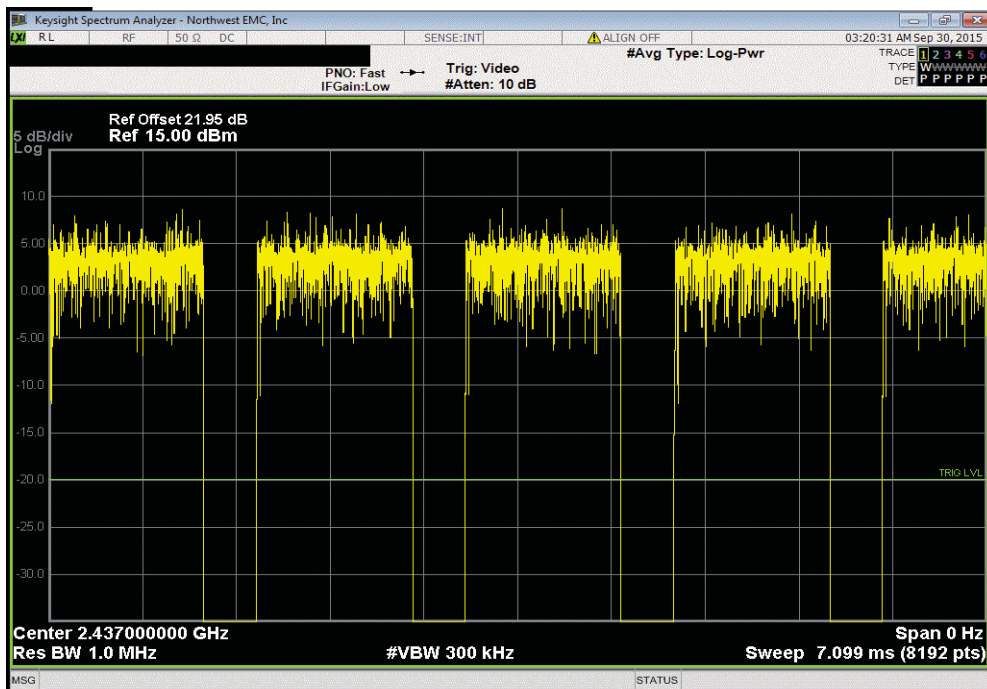 Keysight Spectrum Analyzer - Northwest EMC, Inc
LXI RL RF 50 Ω DC SENSE:INT ALIGN OFF 03:20:31 AM Sep 30, 2015
#Avg Type: Log-Pwr
TRACE 1 2 3 4 5 6
TYPE WWWWWW
DET P P P P P P
PNO: Fast
IFGain:Low
Trig: Video
#Atten: 10 dB
Ref Offset 21.95 dB
5 dB/div Ref 15.00 dBm
Log
10.0
5.00
0.00
-5.00
-10.0
-15.0
-20.0
TRIG LVL
-25.0
-30.0
Center 2.437000000 GHz Span 0 Hz
Res BW 1.0 MHz #VBW 300 kHz Sweep 7.099 ms (8192 pts)
MSG STATUS